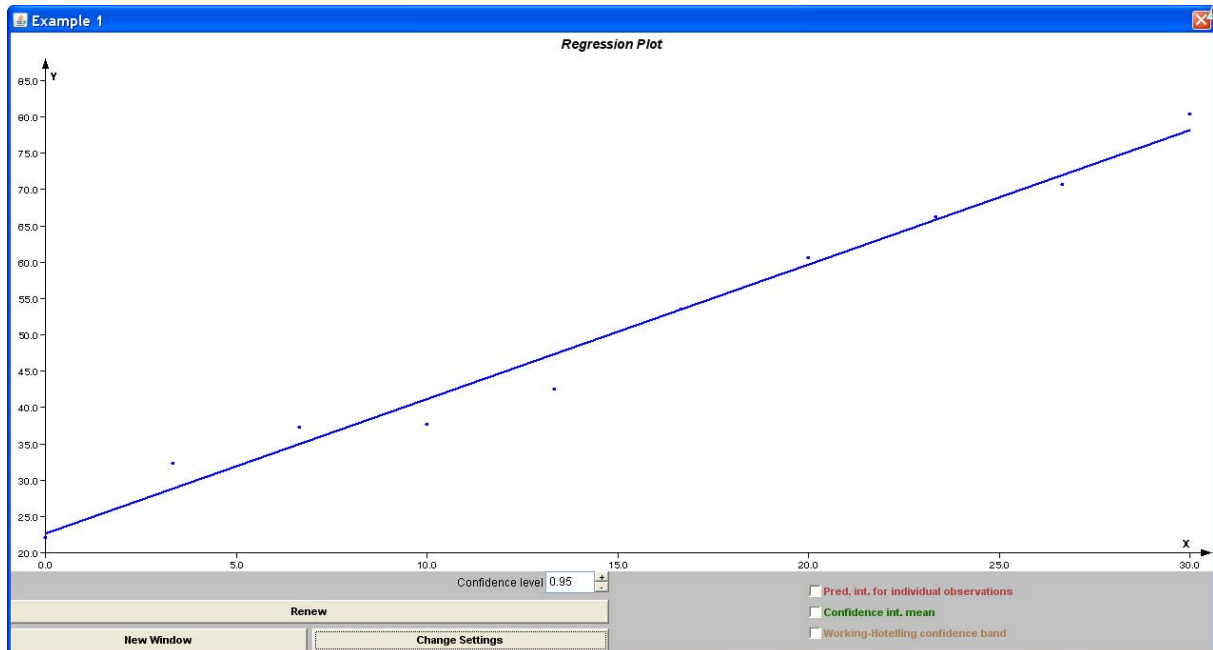 Example 1
Regression Plot
Y
85.0
80.0
75.0
70.0
65.0
60.0
55.0
50.0
45.0
40.0
35.0
30.0
25.0
20.0
X
0.0 5.0 10.0 15.0 20.0 25.0 30.0
Confidence level 0.95 + -
Pred. int. for individual observations
Renew
Confidence int. mean
New Window Change Settings
Working-Hotelling confidence band